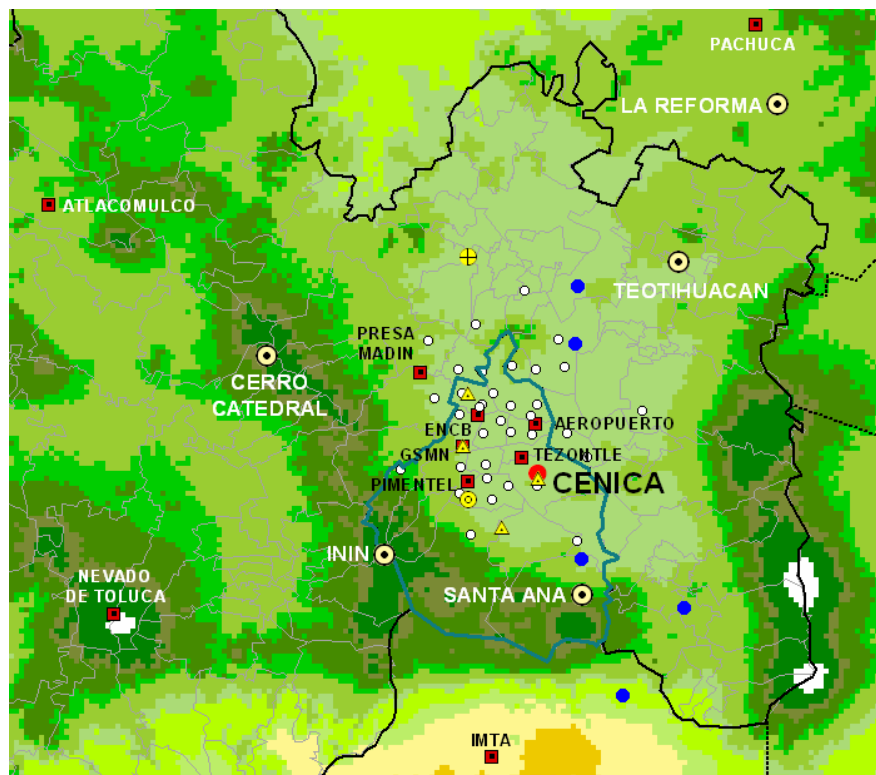 PACHUCA
LA REFORMA
ATLACOMULCO
TEOTIHUACAN
PRESA
MADIN
CERRO
CATEDRAL
ENCB
AEROPUERTO
GSMN
TEZONTLE
PIMENTEL
CENICA
ININ
NEVADO
DE TOLUCA
SANTA ANA
IMTA